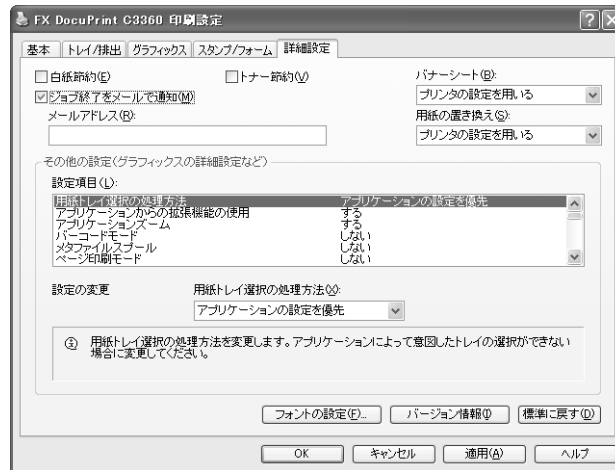 FX DocuPrint C3360 印刷設定
基本 トレイ/排出 グラフィックス スタンプ/フォーム 詳細設定
白紙節約(E) トナー節約(V) バナーシート(B):
ジョブ終了をメールで通知(M) プリンタの設定を用いる
メールアドレス(R): 用紙の置き換え(S):
プリンタの設定を用いる
その他の設定(グラフィックスの詳細設定など)
設定項目(L):
用紙トレイ選択の処理方法 アプリケーションの設定を優先
アプリケーションからの拡張機能の使用 する
アプリケーションズーム する
バーコードモード しない
メタファイルスプール しない
ページ印刷モード しない
設定の変更 用紙トレイ選択の処理方法(X):
アプリケーションの設定を優先
用紙トレイ選択の処理方法を変更します。アプリケーションによって意図したトレイの選択ができない
場合に変更してください。
フォントの設定(F)... バージョン情報(I) 標準に戻す(D)
OK キャンセル 適用(A) ヘルプ